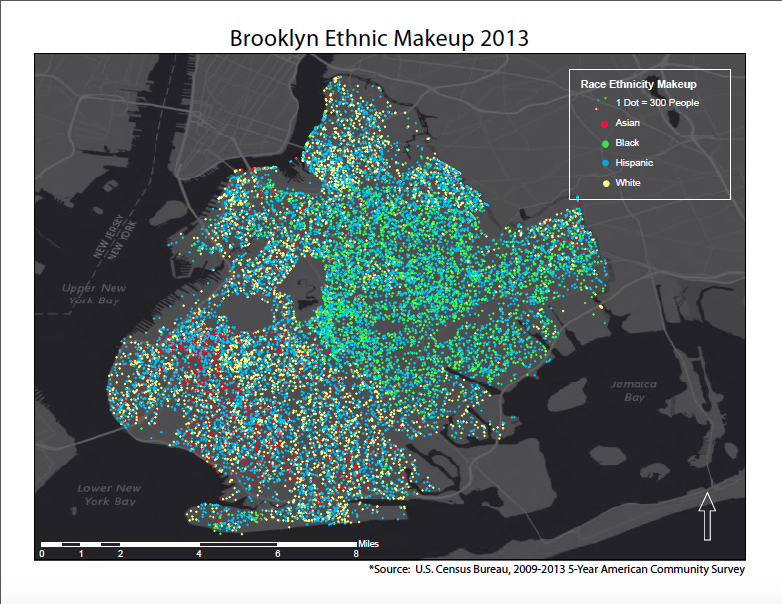 Brooklyn Ethnic Makeup 2013
Race Ethnicity Makeup
1 Dot = 300 People
Asian
Black
Hispanic
White
NEW JERSEY
NEW YORK
Upper New
York Bay
Jamaica
Bay
Lower New
York Bay
Miles
0 1 2 4 6 8
*Source: U.S. Census Bureau, 2009-2013 5-Year American Community Survey